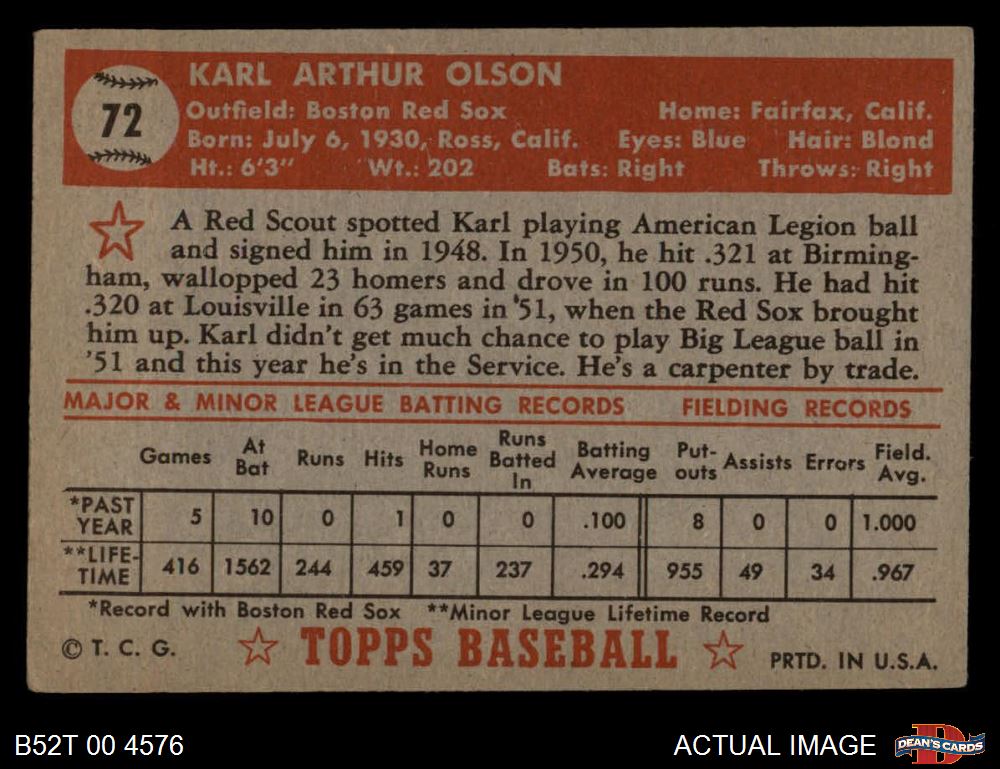 72
KARL ARTHUR OLSON
Outfield: Boston Red Sox Home: Fairfax, Calif.
Born: July 6, 1930, Ross, Calif. Eyes: Blue Hair: Blond
Ht.: 6'3" Wt.: 202 Bats: Right Throws: Right
A Red Scout spotted Karl playing American Legion ball
and signed him in 1948. In 1950, he hit .321 at Birming-
ham, wallopped 23 homers and drove in 100 runs. He had hit
.320 at Louisville in 63 games in '51, when the Red Sox brought
him up. Karl didn't get much chance to play Big League ball in
'51 and this year he's in the Service. He's a carpenter by trade.
MAJOR & MINOR LEAGUE BATTING RECORDS FIELDING RECORDS
Games At Bat Runs Hits Home Runs Runs Batted In Batting Average Put-outs Assists Errors Field. Avg.
*PAST YEAR 5 10 0 1 0 0 .100 8 0 0 1.000
**LIFE-TIME 416 1562 244 459 37 237 .294 955 49 34 .967
*Record with Boston Red Sox **Minor League Lifetime Record
© T. C. G. TOPPS BASEBALL PRTD. IN U.S.A.
B52T 00 4576 ACTUAL IMAGE DEAN'S CARDS